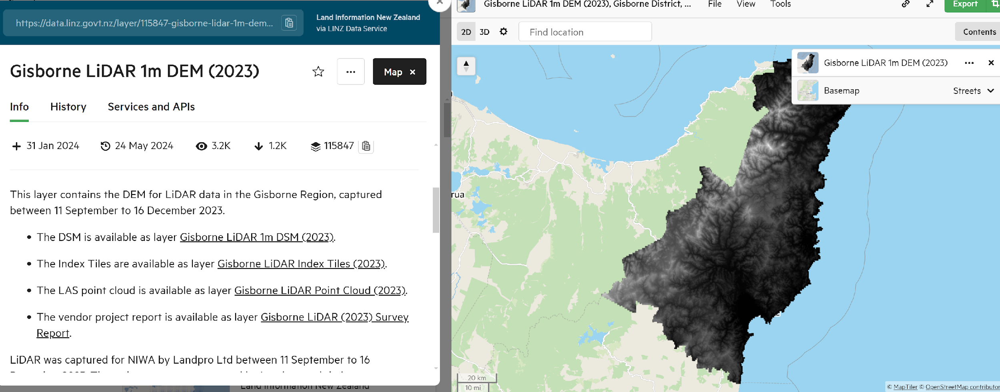 https://data.linz.govt.nz/layer/115847-gisborne-lidar-1m-dem...
Land Information New Zealand
via LINZ Data Service
Gisborne LiDAR 1m DEM (2023)
Map ×
Info History Services and APIs
31 Jan 2024 24 May 2024 3.2K 1.2K 115847
This layer contains the DEM for LiDAR data in the Gisborne Region, captured
between 11 September to 16 December 2023.
• The DSM is available as layer Gisborne LiDAR 1m DSM (2023).
• The Index Tiles are available as layer Gisborne LiDAR Index Tiles (2023).
• The LAS point cloud is available as layer Gisborne LiDAR Point Cloud (2023).
• The vendor project report is available as layer Gisborne LiDAR (2023) Survey
Report.
LiDAR was captured for NIWA by Landpro Ltd between 11 September to 16
Land Information New Zealand
Gisborne LiDAR 1m DEM (2023), Gisborne District, ... File View Tools Export
2D 3D Find location Contents
Gisborne LiDAR 1m DEM (2023)
Basemap Streets
rua
20 km
10 mi
© MapTiler © OpenStreetMap contributor